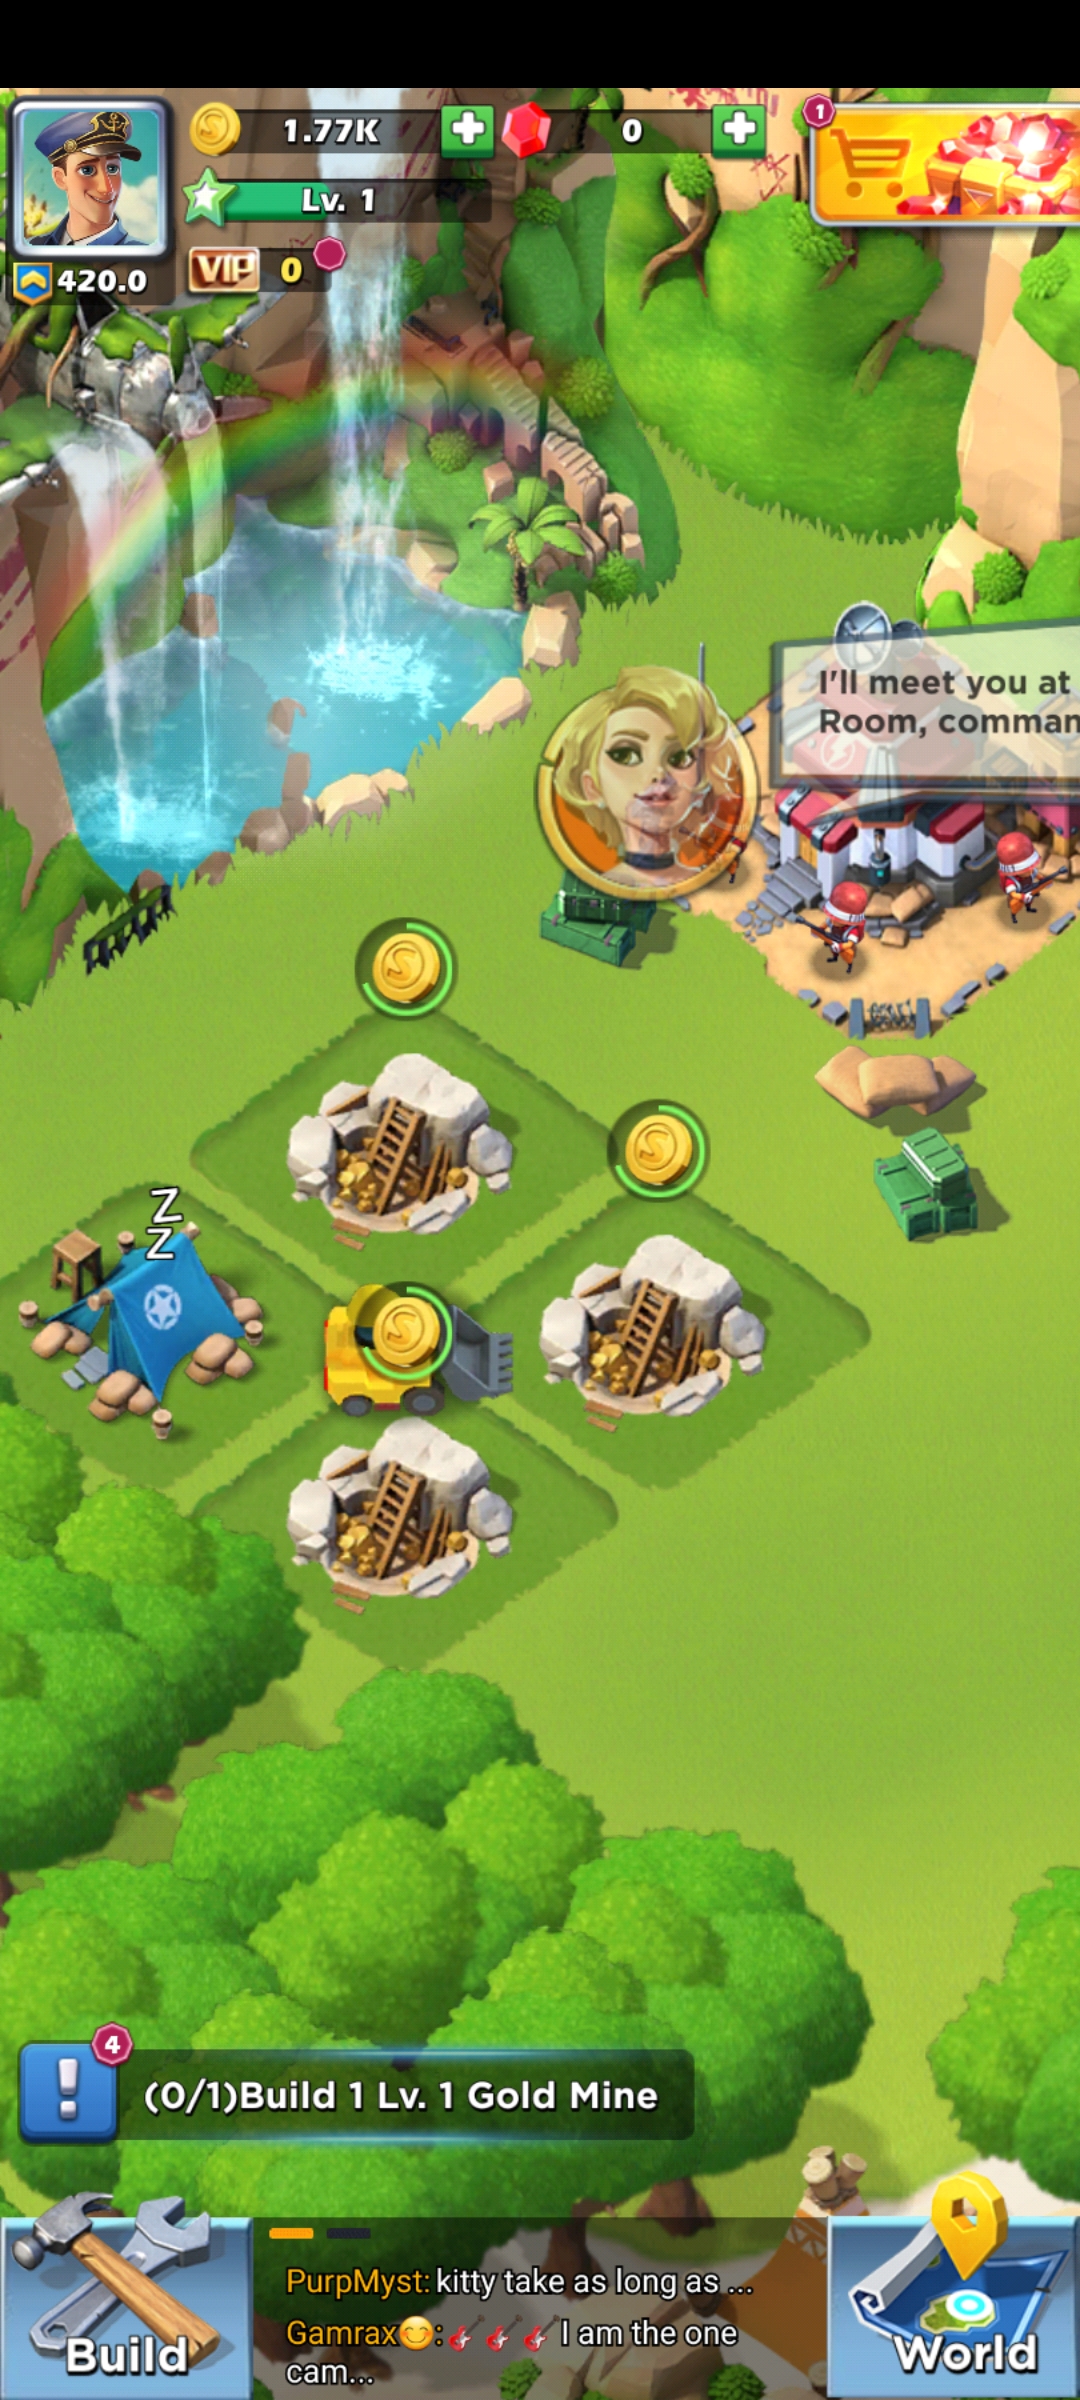 1.77K
0
1
Lv. 1
420.0
VIP 0
I'll meet you at
Room, comman
Z
Z
4
(0/1)Build 1 Lv. 1 Gold Mine
PurpMyst: kitty take as long as ...
Gamrax😊:🎸🎸🎸I am the one
cam...
Build
World